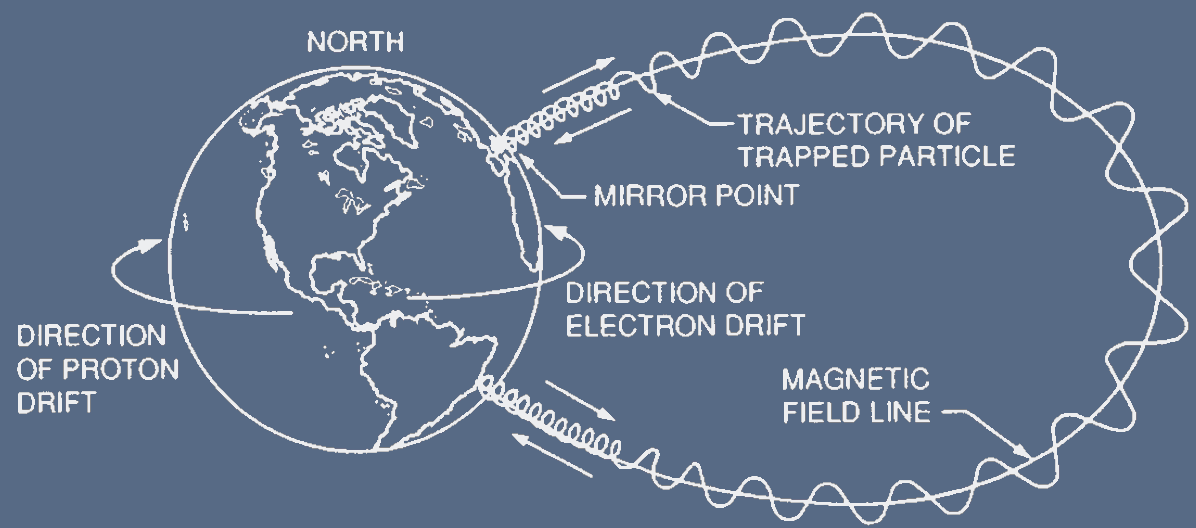 NORTH
TRAJECTORY OF
TRAPPED PARTICLE
MIRROR POINT
DIRECTION OF
ELECTRON DRIFT
DIRECTION
OF PROTON
DRIFT
MAGNETIC
FIELD LINE